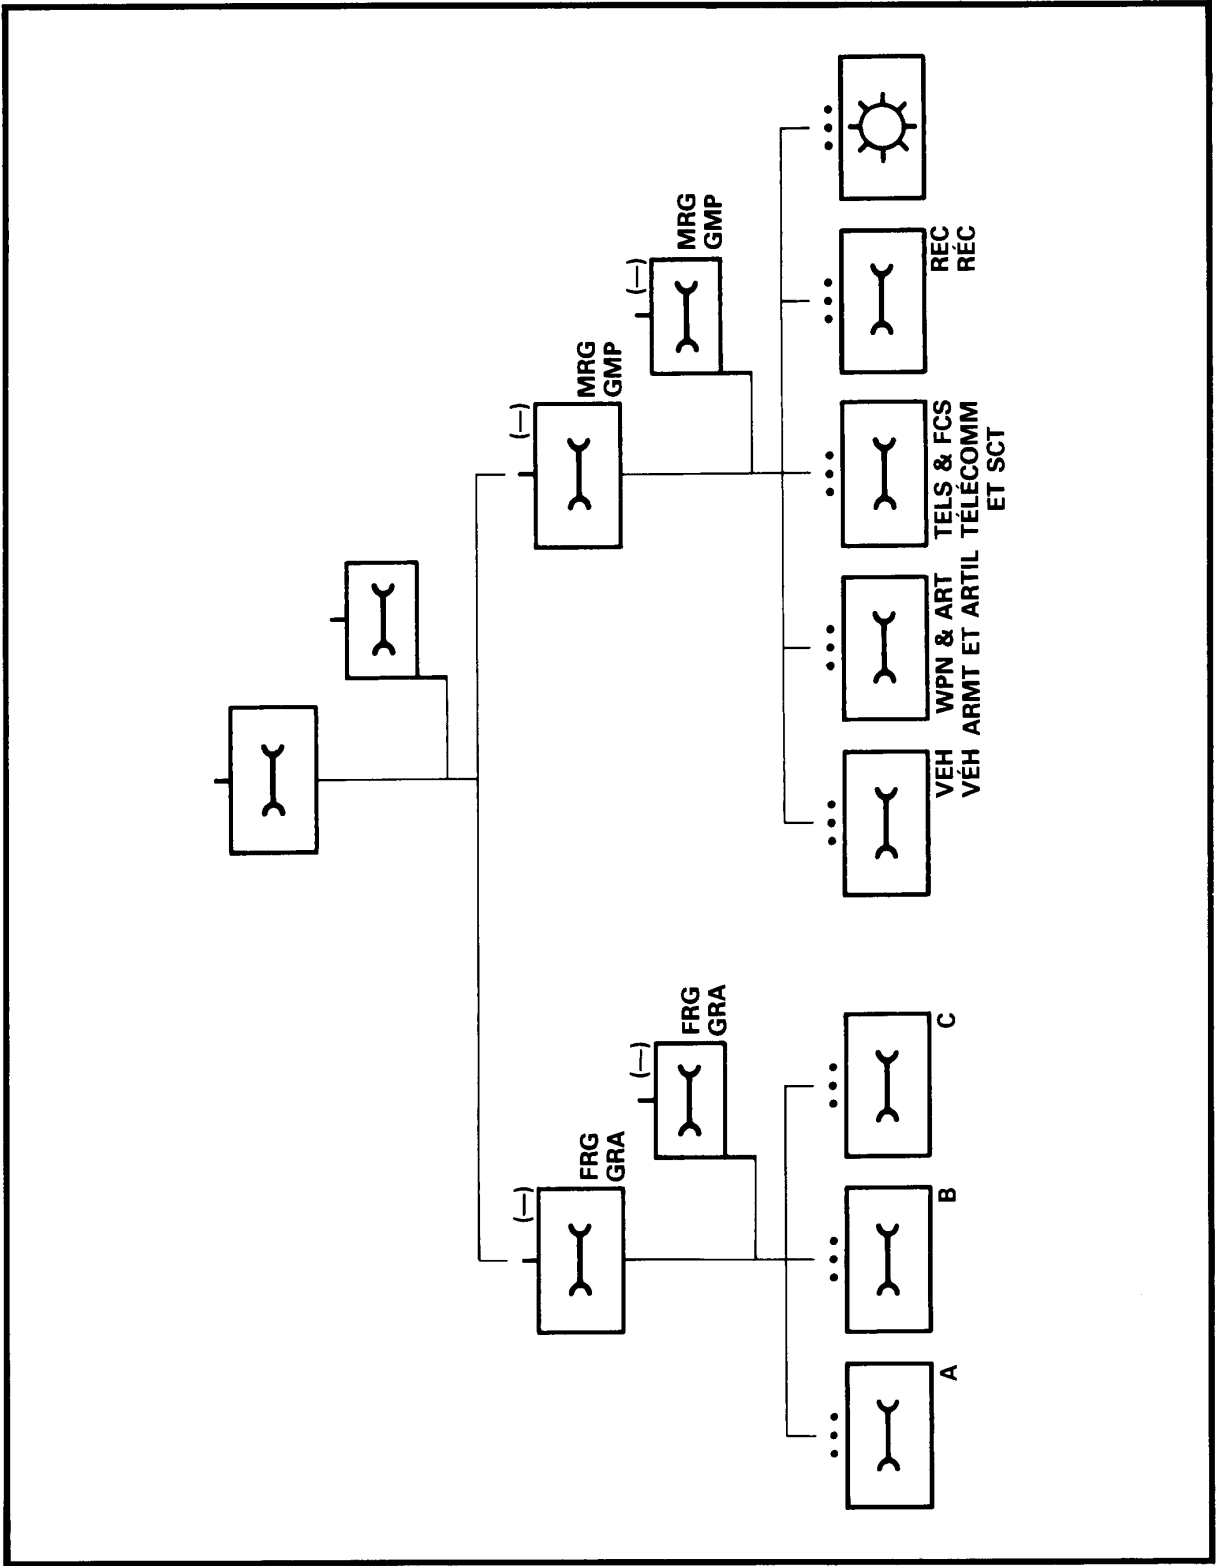 (—)
FRG
GRA
(—)
FRG
GRA
A
B
C
(—)
MRG
GMP
(—)
MRG
GMP
VEH
VÉH
WPN & ART
ARMT ET ARTIL
TELS & FCS
TÉLÉCOMM
ET SCT
REC
RÉC